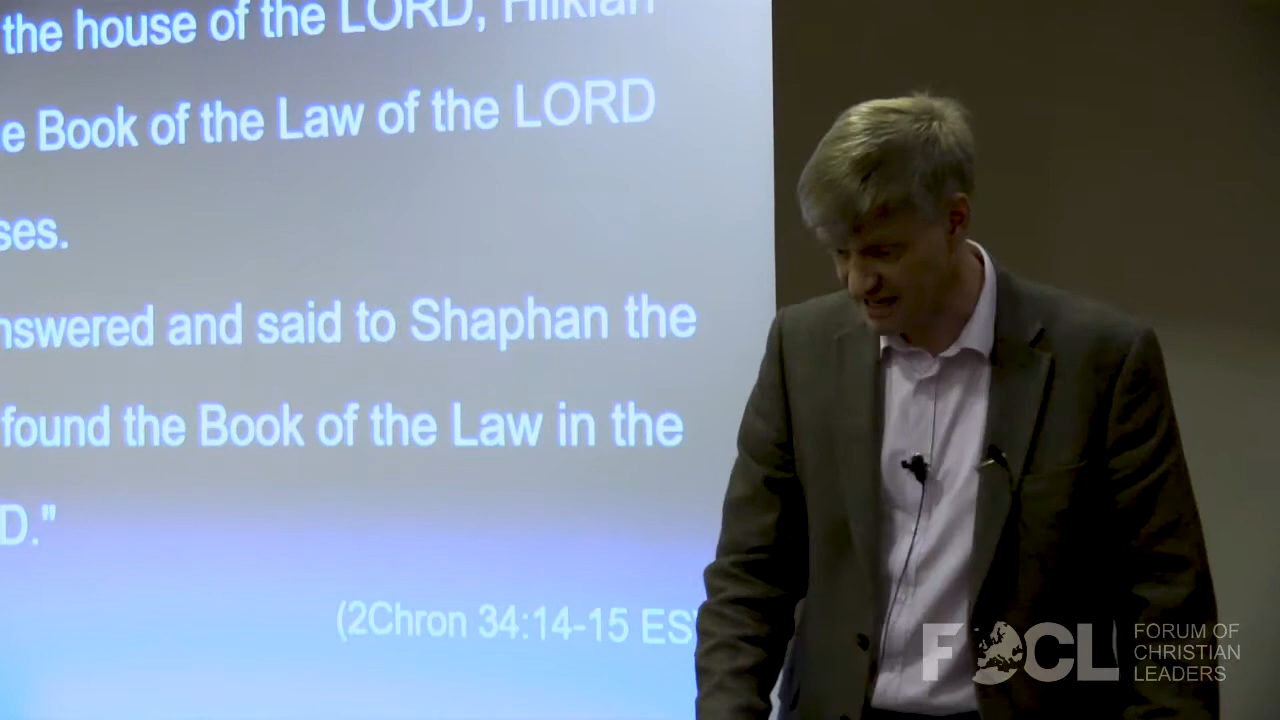 the house of the LORD, Hilkiah
e Book of the Law of the LORD
ses.
nswered and said to Shaphan the
found the Book of the Law in the
D."
(2Chron 34:14-15 ES
FOCL
FORUM OF
CHRISTIAN
LEADERS